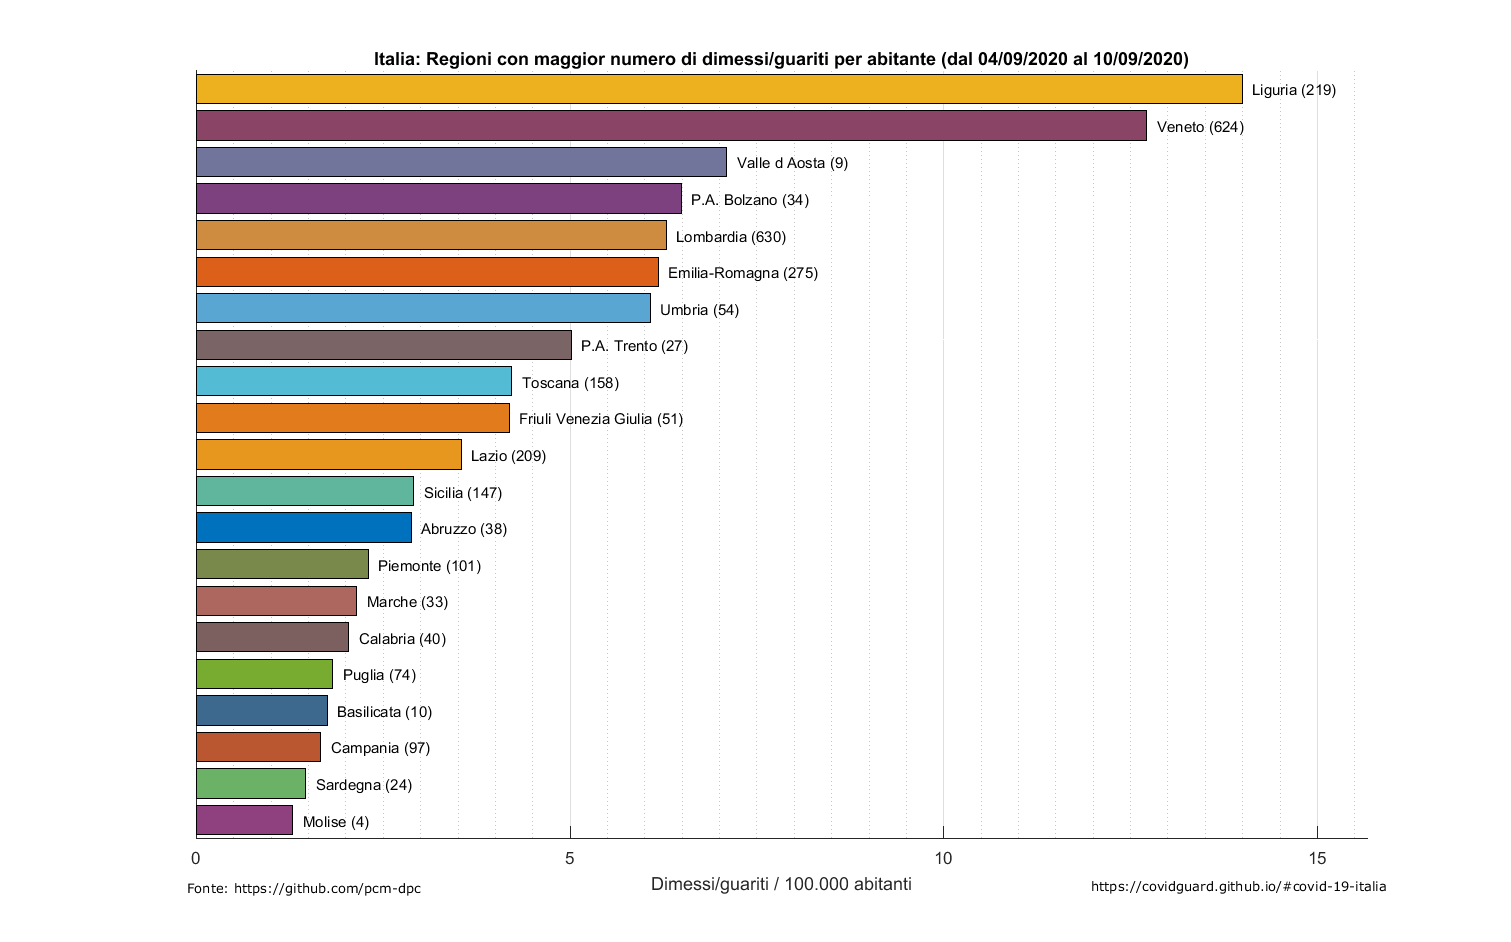 Italia: Regioni con maggior numero di dimessi/guariti per abitante (dal 04/09/2020 al 10/09/2020)
Liguria (219)
Veneto (624)
Valle d Aosta (9)
P.A. Bolzano (34)
Lombardia (630)
Emilia-Romagna (275)
Umbria (54)
P.A. Trento (27)
Toscana (158)
Friuli Venezia Giulia (51)
Lazio (209)
Sicilia (147)
Abruzzo (38)
Piemonte (101)
Marche (33)
Calabria (40)
Puglia (74)
Basilicata (10)
Campania (97)
Sardegna (24)
Molise (4)
0 5 10 15
Dimessi/guariti / 100.000 abitanti
Fonte: https://github.com/pcm-dpc
https://covidguard.github.io/#covid-19-italia